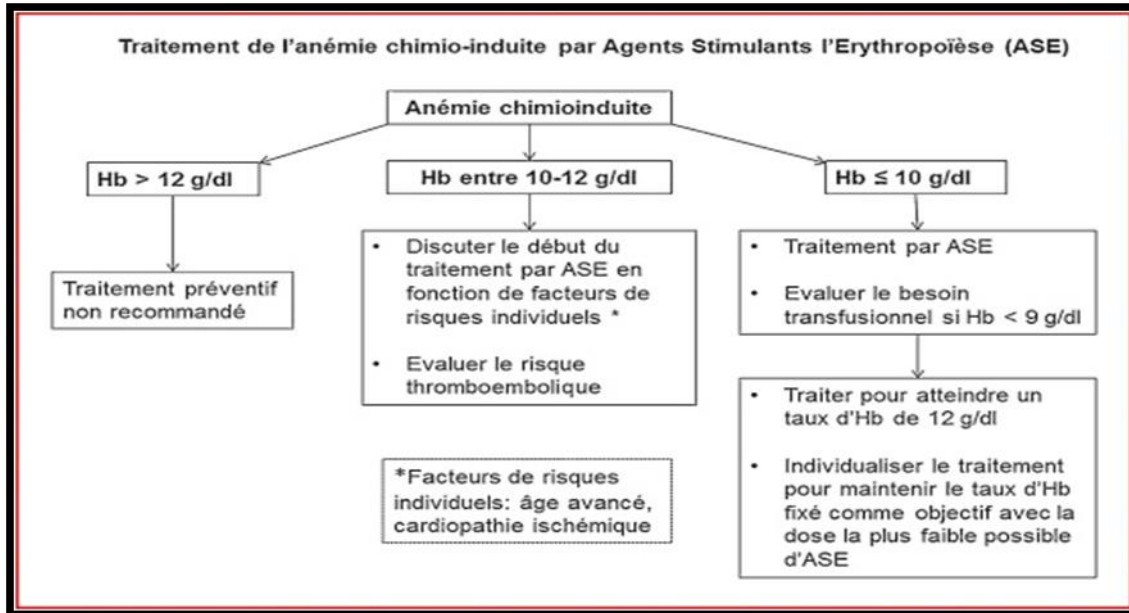 Traitement de l'anémie chimio-induite par Agents Stimulants l'Erythropoïèse (ASE)
Anémie chimioinduite
Hb > 12 g/dl
Hb entre 10-12 g/dl
Hb ≤ 10 g/dl
Traitement préventif
non recommandé
• Discuter le début du
traitement par ASE en
fonction de facteurs de
risques individuels *
• Evaluer le risque
thromboembolique
*Facteurs de risques
individuels: âge avancé,
cardiopathie ischémique
• Traitement par ASE
• Evaluer le besoin
transfusionnel si Hb < 9 g/dl
• Traiter pour atteindre un
taux d'Hb de 12 g/dl
• Individualiser le traitement
pour maintenir le taux d'Hb
fixé comme objectif avec la
dose la plus faible possible
d'ASE